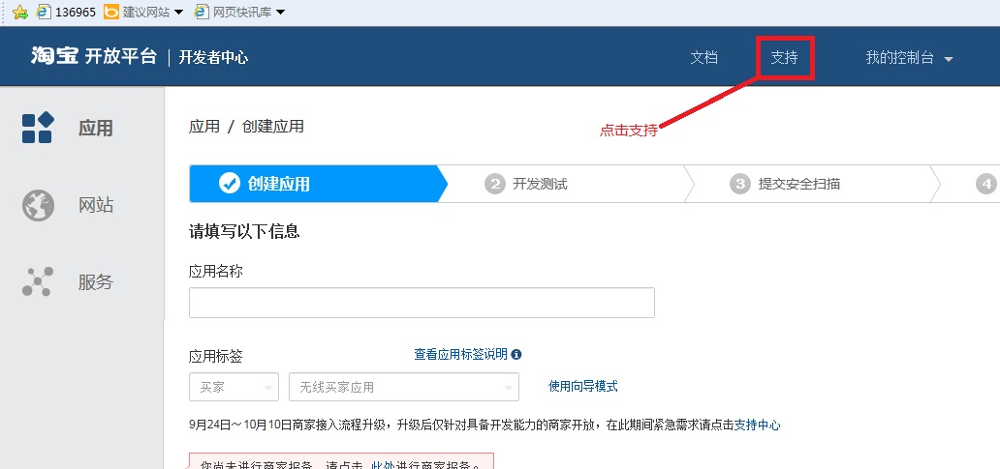 136965 建议网站 网页快讯库
淘宝 开放平台 | 开发者中心 文档 支持 我的控制台
点击支持
应用
网站
服务
应用 / 创建应用
创建应用 2 开发测试 3 提交安全扫描 4
请填写以下信息
应用名称
应用标签 查看应用标签说明
买家 无线买家应用 使用向导模式
9月24日~10月10日商家接入流程升级，升级后仅针对具备开发能力的商家开放，在此期间紧急需求请点击支持中心
您尚未进行商家报备，请点击 此处进行商家报备。